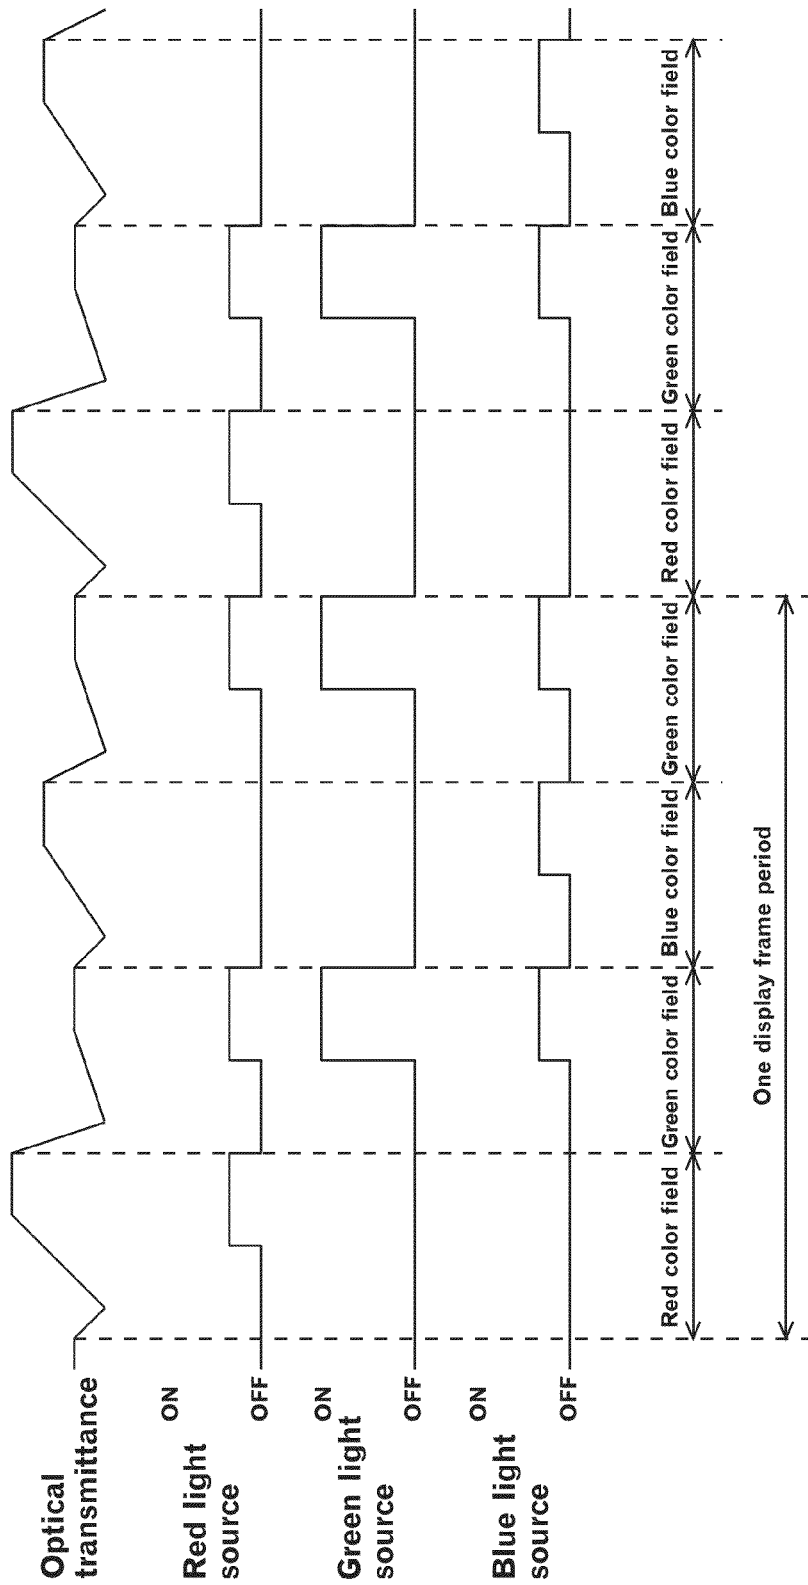 Optical
transmittance
ON
Red light
source
OFF
ON
Green light
source
OFF
ON
Blue light
source
OFF
Red color field
Green color field
Blue color field
Green color field
Red color field
Green color field
Blue color field
One display frame period